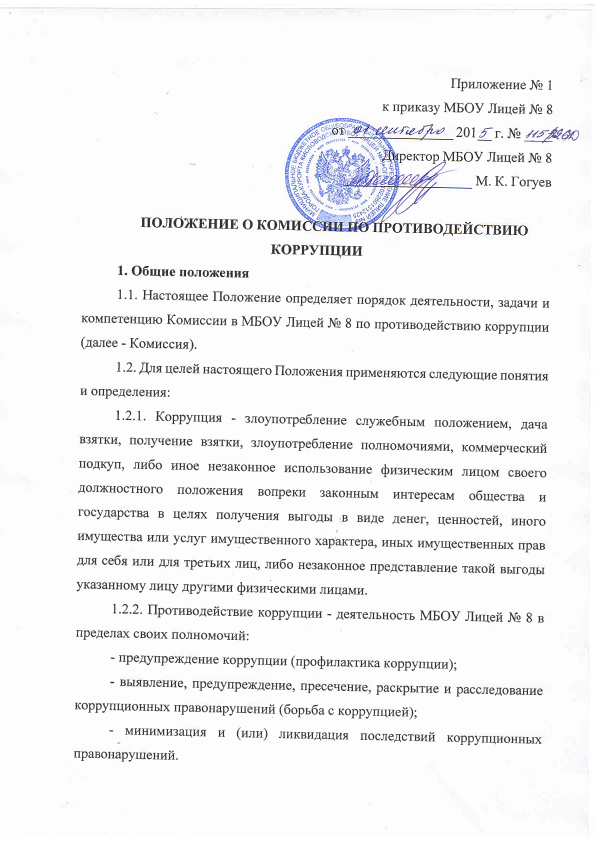 Приложение № 1
к приказу МБОУ Лицей № 8
от 01 сентября 2015 г. №
Директор МБОУ Лицей № 8
М. К. Гогуев
ПОЛОЖЕНИЕ О КОМИССИИ ПО ПРОТИВОДЕЙСТВИЮ
КОРРУПЦИИ
1. Общие положения
1.1. Настоящее Положение определяет порядок деятельности, задачи и
компетенцию Комиссии в МБОУ Лицей № 8 по противодействию коррупции
(далее - Комиссия).
1.2. Для целей настоящего Положения применяются следующие понятия
и определения:
1.2.1. Коррупция - злоупотребление служебным положением, дача
взятки, получение взятки, злоупотребление полномочиями, коммерческий
подкуп, либо иное незаконное использование физическим лицом своего
должностного положения вопреки законным интересам общества и
государства в целях получения выгоды в виде денег, ценностей, иного
имущества или услуг имущественного характера, иных имущественных прав
для себя или для третьих лиц, либо незаконное представление такой выгоды
указанному лицу другими физическими лицами.
1.2.2. Противодействие коррупции - деятельность МБОУ Лицей № 8 в
пределах своих полномочий:
- предупреждение коррупции (профилактика коррупции);
- выявление, предупреждение, пресечение, раскрытие и расследование
коррупционных правонарушений (борьба с коррупцией);
- минимизация и (или) ликвидация последствий коррупционных
правонарушений.